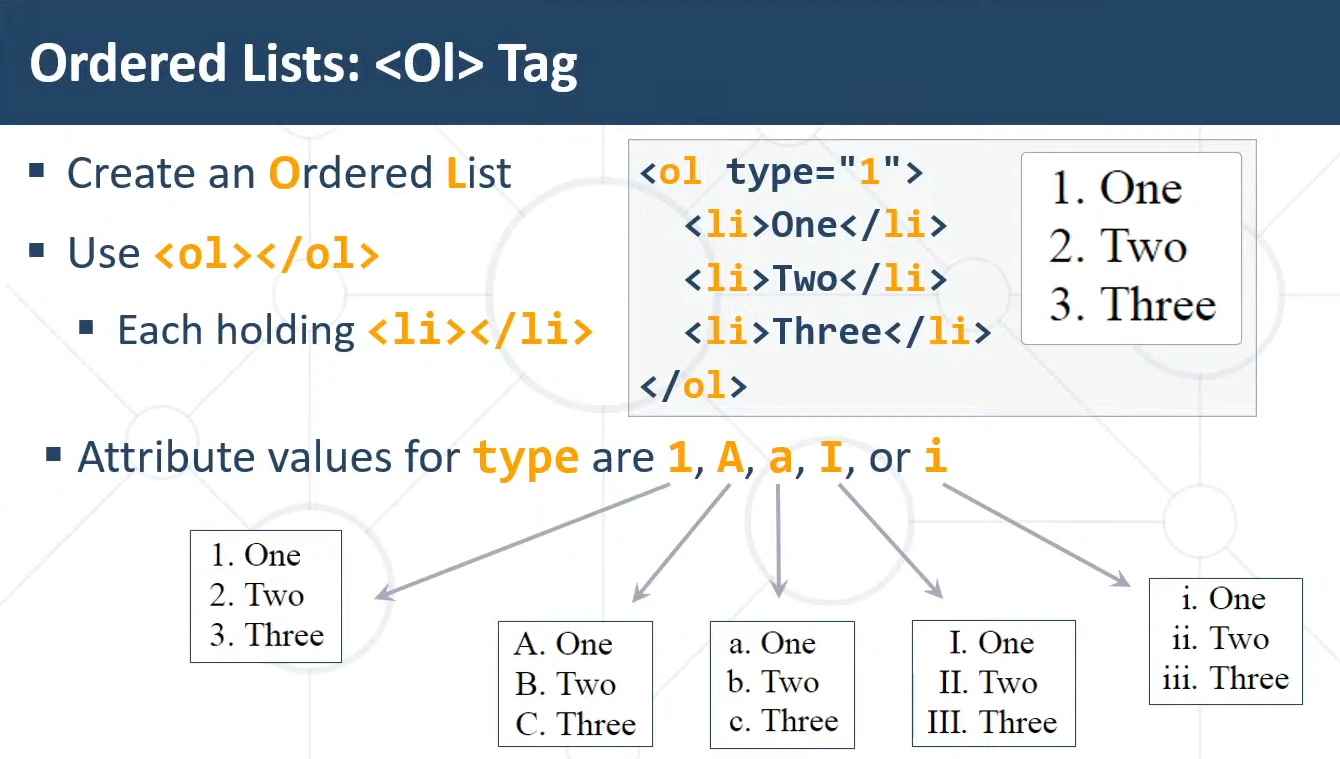 Ordered Lists: <Ol> Tag
▪ Create an Ordered List
▪ Use <ol></ol>
▪ Each holding <li></li>
<ol type="1">
<li>One</li>
<li>Two</li>
<li>Three</li>
</ol>
1. One
2. Two
3. Three
▪ Attribute values for type are 1, A, a, I, or i
1. One
2. Two
3. Three
A. One
B. Two
C. Three
a. One
b. Two
c. Three
I. One
II. Two
III. Three
i. One
ii. Two
iii. Three